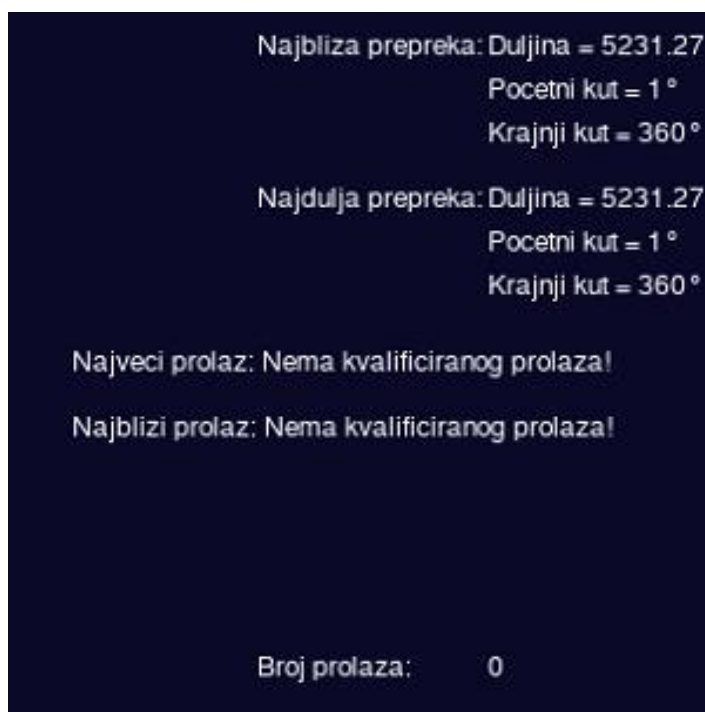 Najbliza prepreka: Duljina = 5231.27
Pocetni kut = 1°
Krajnji kut = 360°
Najdulja prepreka: Duljina = 5231.27
Pocetni kut = 1°
Krajnji kut = 360°
Najveci prolaz: Nema kvalificiranog prolaza!
Najblizi prolaz: Nema kvalificiranog prolaza!
Broj prolaza: 0